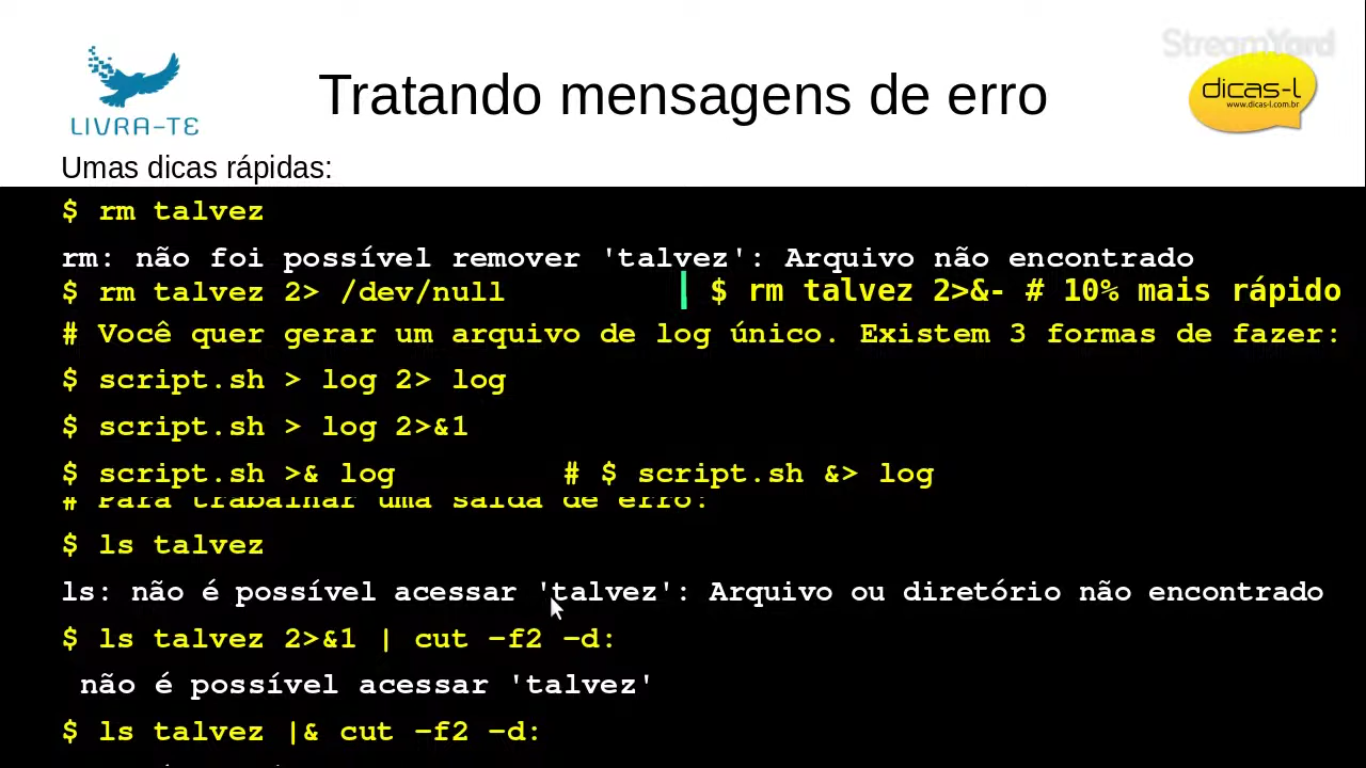 StreamYard
LIVRA-TE
Tratando mensagens de erro
dicas-l
www.dicas-l.com.br
Umas dicas rápidas:
$ rm talvez
rm: não foi possível remover 'talvez': Arquivo não encontrado
$ rm talvez 2> /dev/null | $ rm talvez 2>&- # 10% mais rápido
# Você quer gerar um arquivo de log único. Existem 3 formas de fazer:
$ script.sh > log 2> log
$ script.sh > log 2>&1
$ script.sh >& log # $ script.sh &> log
# Para trabalhar uma saída de erro:
$ ls talvez
ls: não é possível acessar 'talvez': Arquivo ou diretório não encontrado
$ ls talvez 2>&1 | cut –f2 –d:
não é possível acessar 'talvez'
$ ls talvez |& cut –f2 –d: